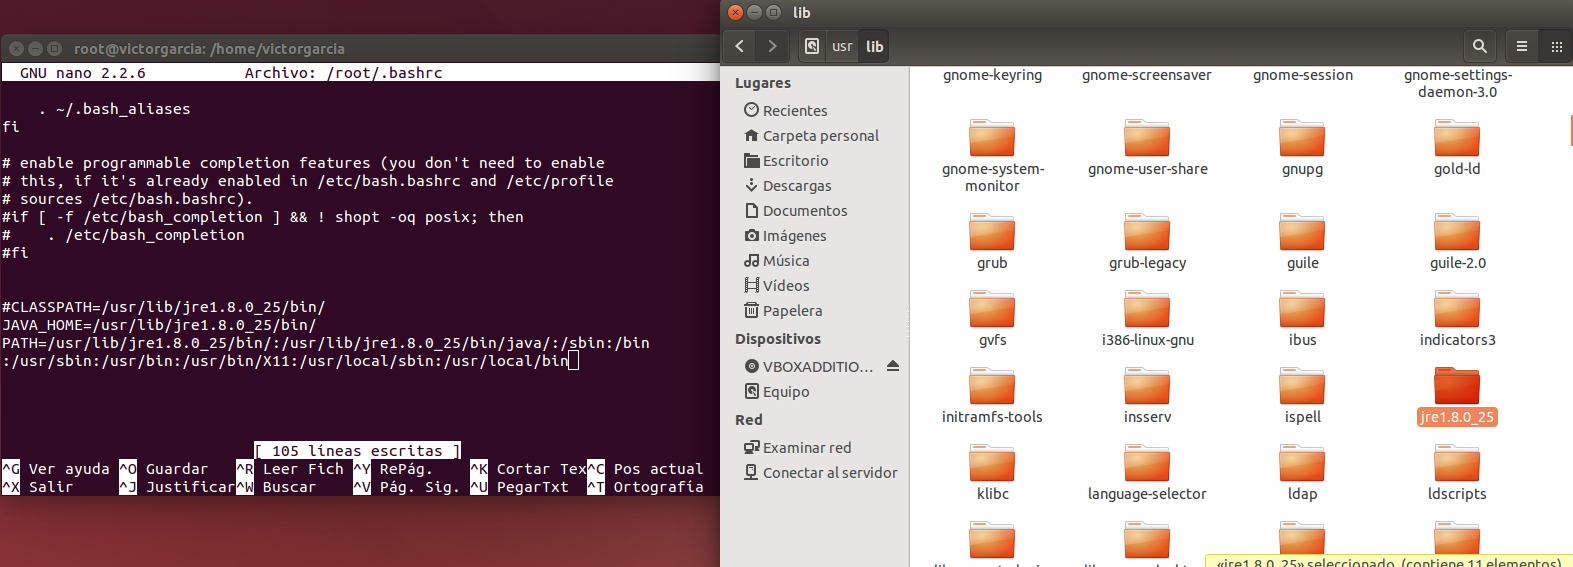 root@victorgarcia: /home/victorgarcia
GNU nano 2.2.6 Archivo: /root/.bashrc
. ~/.bash_aliases
fi
# enable programmable completion features (you don't need to enable
# this, if it's already enabled in /etc/bash.bashrc and /etc/profile
# sources /etc/bash.bashrc).
#if [ -f /etc/bash_completion ] && ! shopt -oq posix; then
# . /etc/bash_completion
#fi
#CLASSPATH=/usr/lib/jre1.8.0_25/bin/
JAVA_HOME=/usr/lib/jre1.8.0_25/bin/
PATH=/usr/lib/jre1.8.0_25/bin/:/usr/lib/jre1.8.0_25/bin/java/:/sbin:/bin
:/usr/sbin:/usr/bin:/usr/bin/X11:/usr/local/sbin:/usr/local/bin
[ 105 líneas escritas ]
^G Ver ayuda ^O Guardar ^R Leer Fich ^Y RePág. ^K Cortar Tex ^C Pos actual
^X Salir ^J Justificar ^W Buscar ^V Pág. Sig. ^U PegarTxt ^T Ortografía
lib
usr lib
Lugares
Recientes
Carpeta personal
Escritorio
Descargas
Documentos
Imágenes
Música
Vídeos
Papelera
Dispositivos
VBOXADDITIO...
Equipo
Red
Examinar red
Conectar al servidor
gnome-keyring gnome-screensaver gnome-session gnome-settings-
daemon-3.0
gnome-system- gnome-user-share gnupg gold-ld
monitor
grub grub-legacy guile guile-2.0
gvfs i386-linux-gnu ibus indicators3
initramfs-tools insserv ispell jre1.8.0_25
klibc language-selector ldap ldscripts
«jre1.8.0_25» seleccionado (contiene 11 elementos)